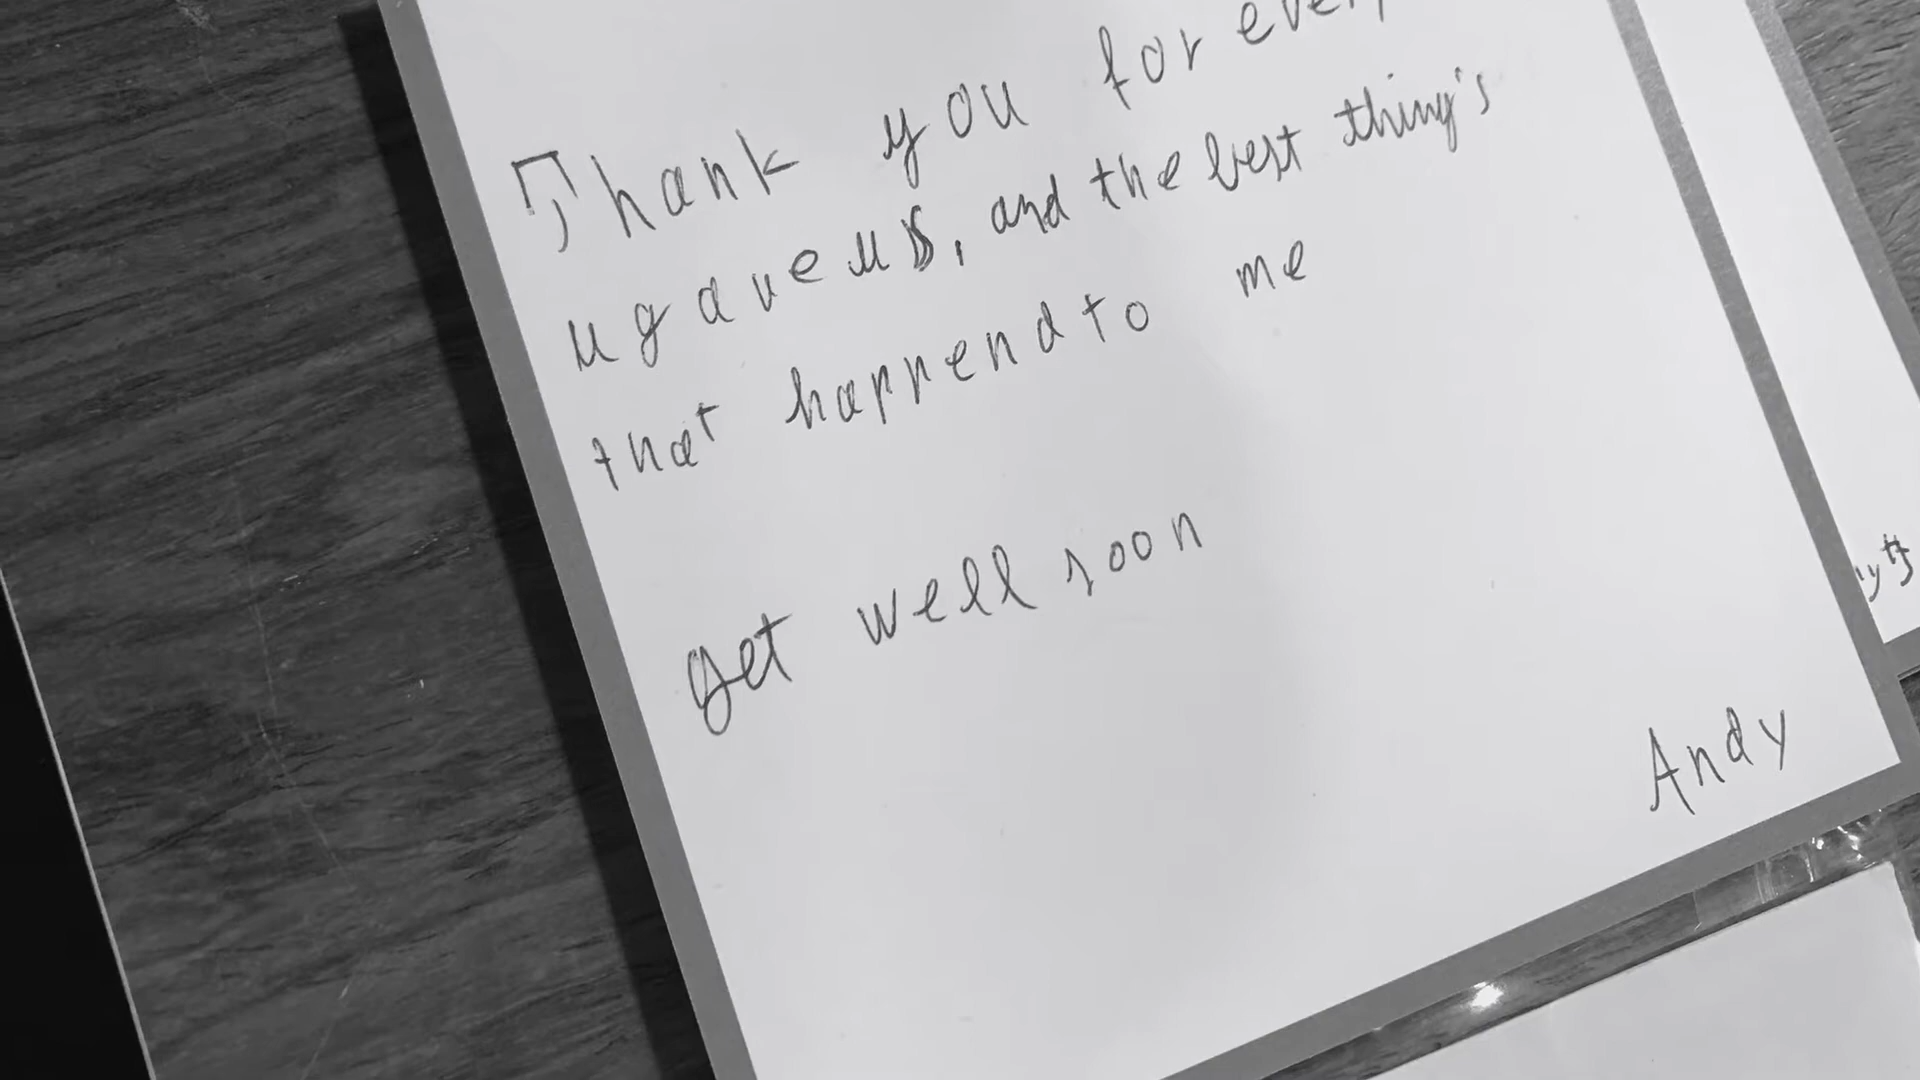 Thank you for every
u gave us, and the best thing's
that happend to me
get well soon
Andy